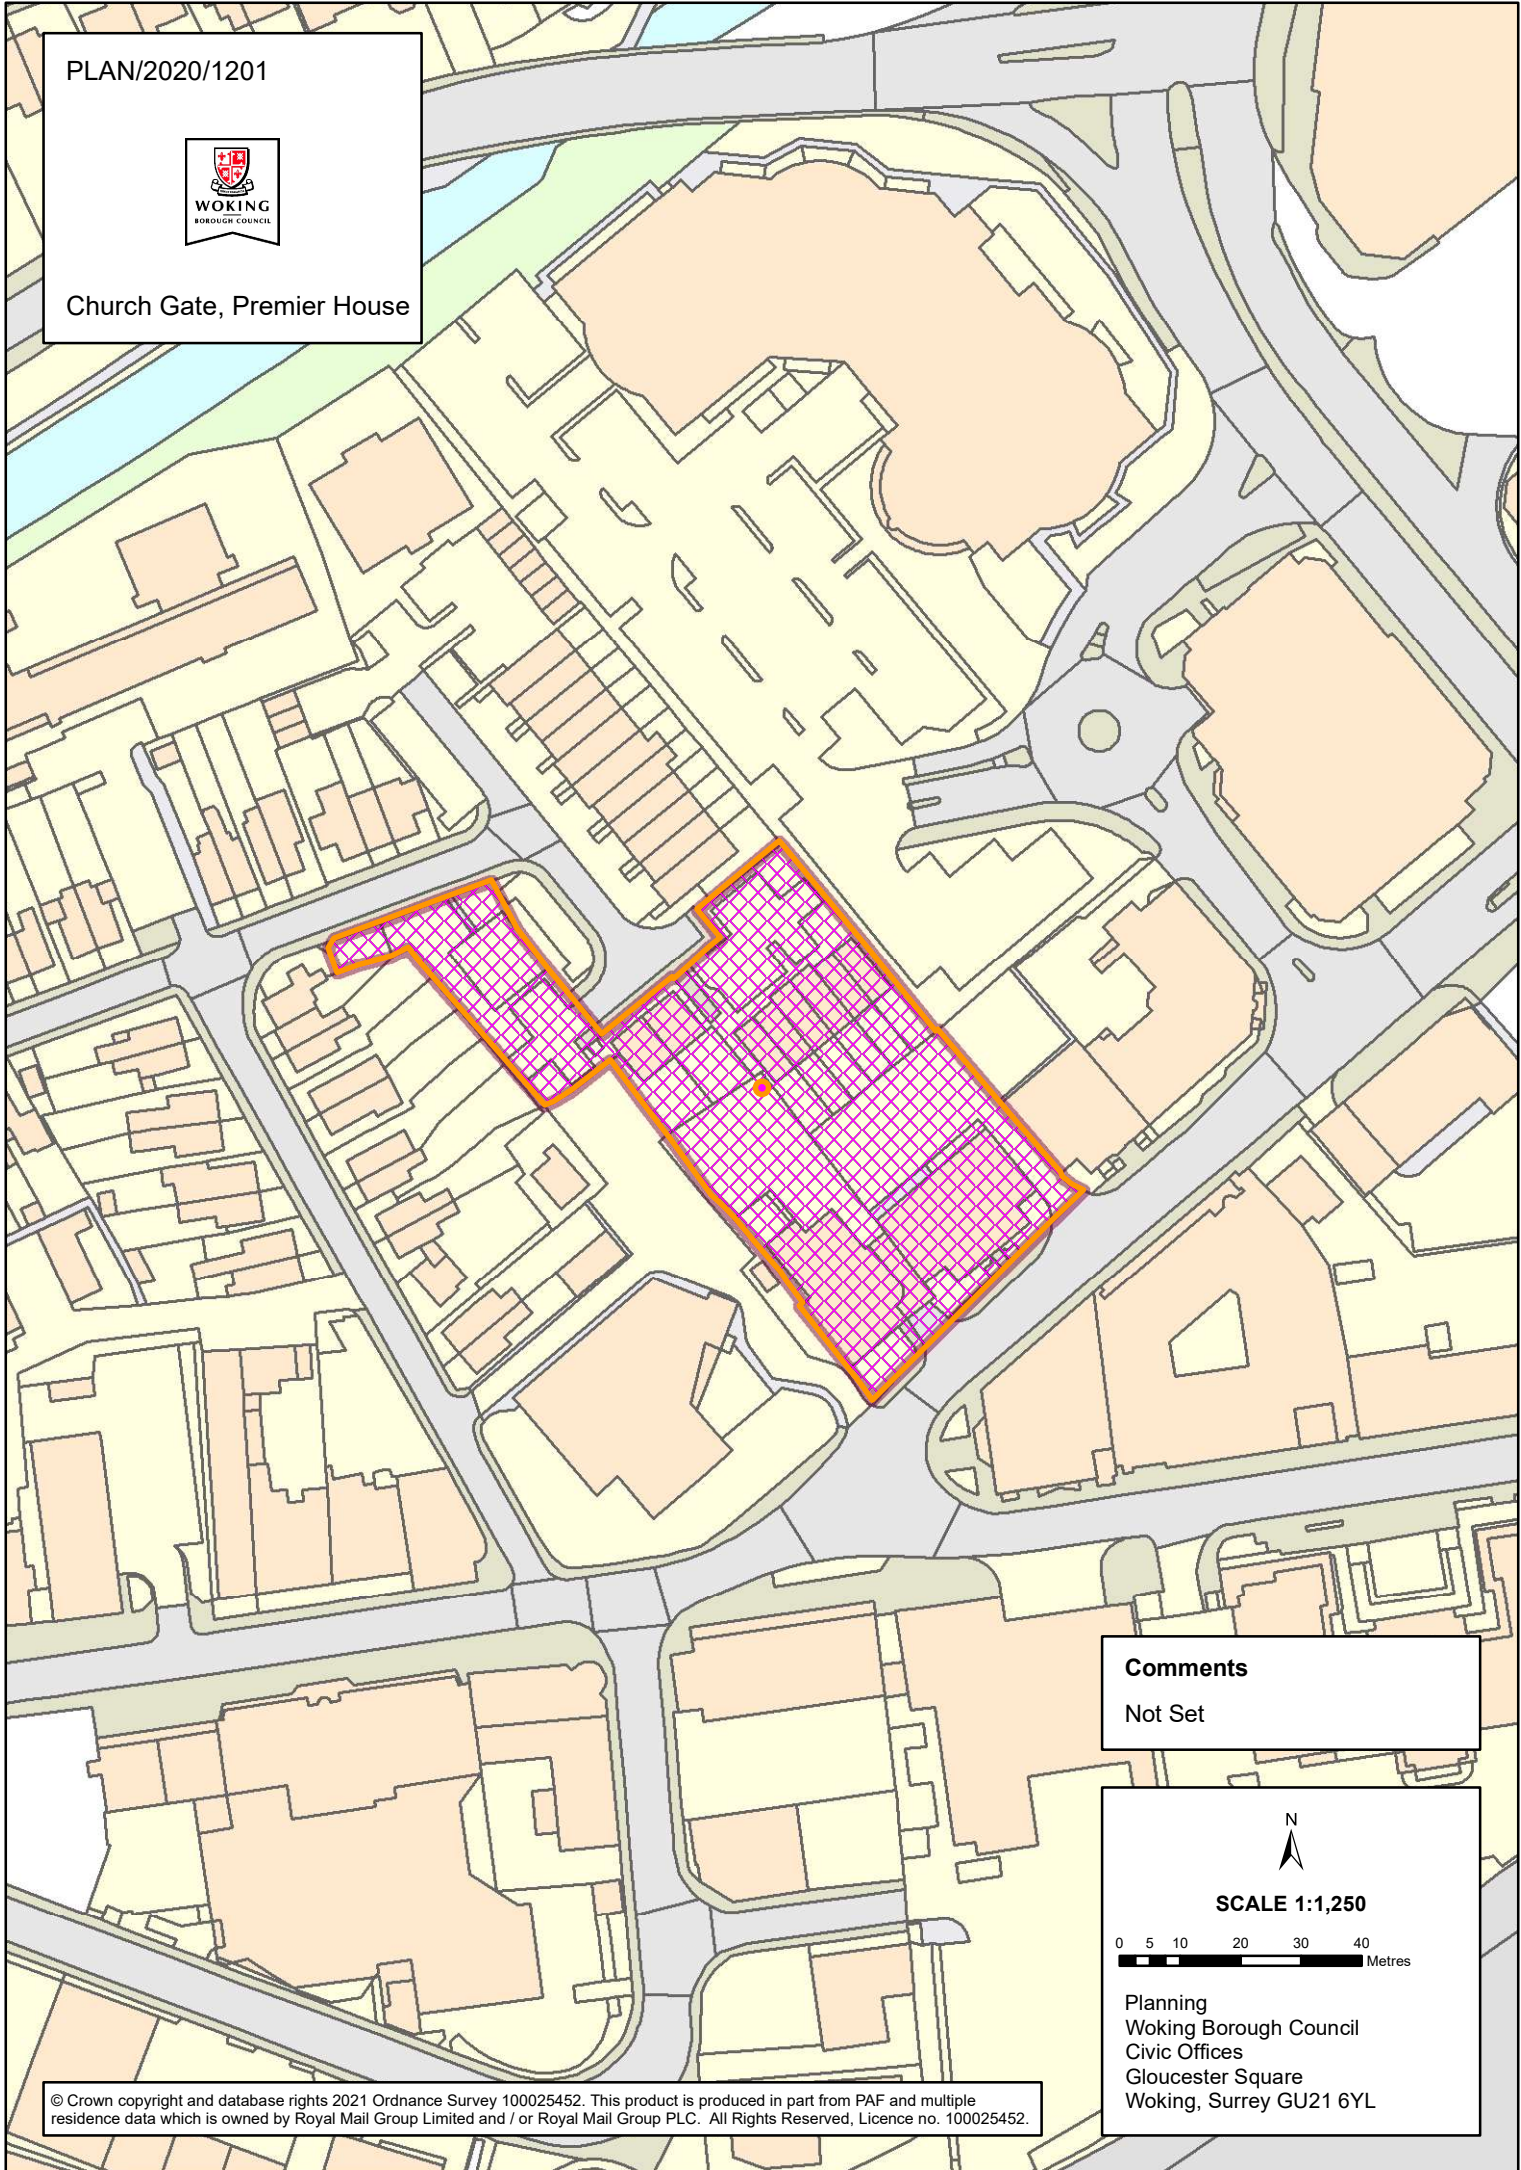 PLAN/2020/1201
WOKING
BOROUGH COUNCIL
Church Gate, Premier House
Comments
Not Set
N
SCALE 1:1,250
0 5 10 20 30 40
Metres
Planning
Woking Borough Council
Civic Offices
Gloucester Square
Woking, Surrey GU21 6YL
© Crown copyright and database rights 2021 Ordnance Survey 100025452. This product is produced in part from PAF and multiple
residence data which is owned by Royal Mail Group Limited and / or Royal Mail Group PLC. All Rights Reserved, Licence no. 100025452.